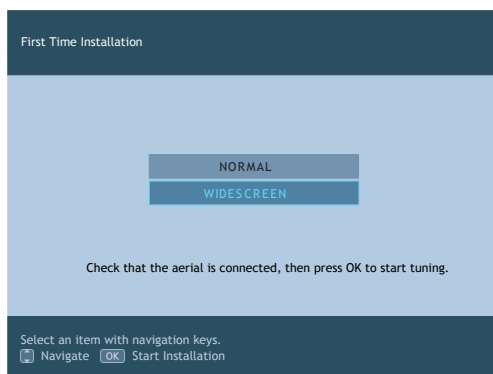 First Time Installation
NORMAL
WIDESCREEN
Check that the aerial is connected, then press OK to start tuning.
Select an item with navigation keys.
Navigate OK Start Installation